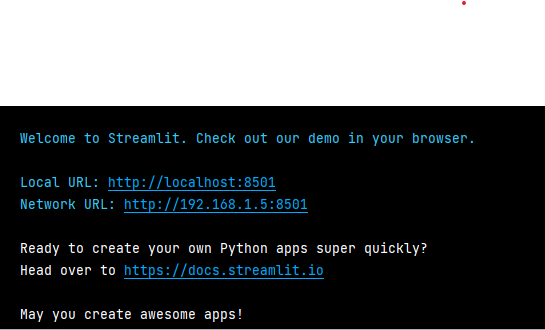 Welcome to Streamlit. Check out our demo in your browser.
Local URL: http://localhost:8501
Network URL: http://192.168.1.5:8501
Ready to create your own Python apps super quickly?
Head over to https://docs.streamlit.io
May you create awesome apps!